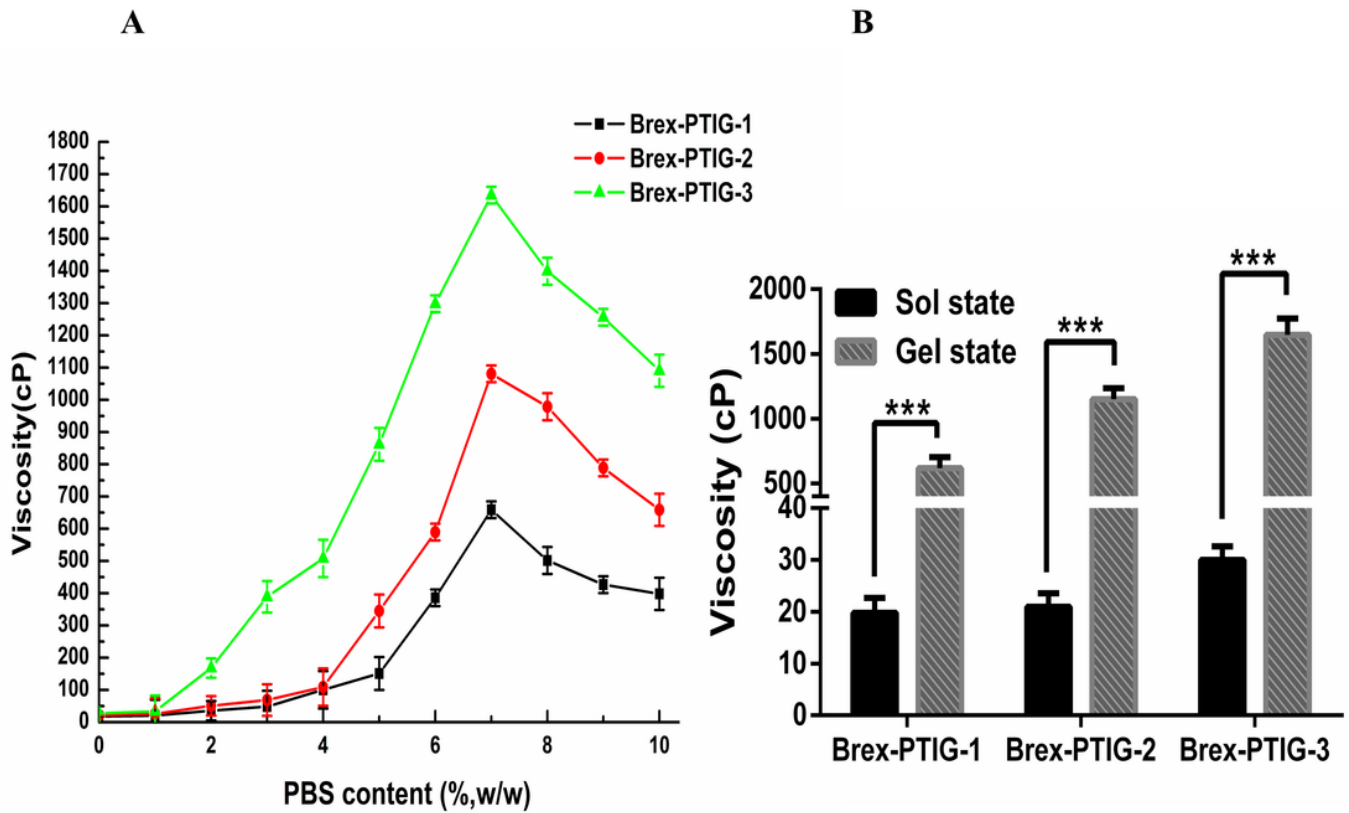 A
B
Brex-PTIG-1
Brex-PTIG-2
Brex-PTIG-3
Viscosity(cP)
1800
1700
1600
1500
1400
1300
1200
1100
1000
900
800
700
600
500
400
300
200
100
0
0 2 4 6 8 10
PBS content (%,w/w)
Sol state
Gel state
Viscosity (cP)
2000
1500
1000
500
40
30
20
10
0
***
***
***
Brex-PTIG-1 Brex-PTIG-2 Brex-PTIG-3